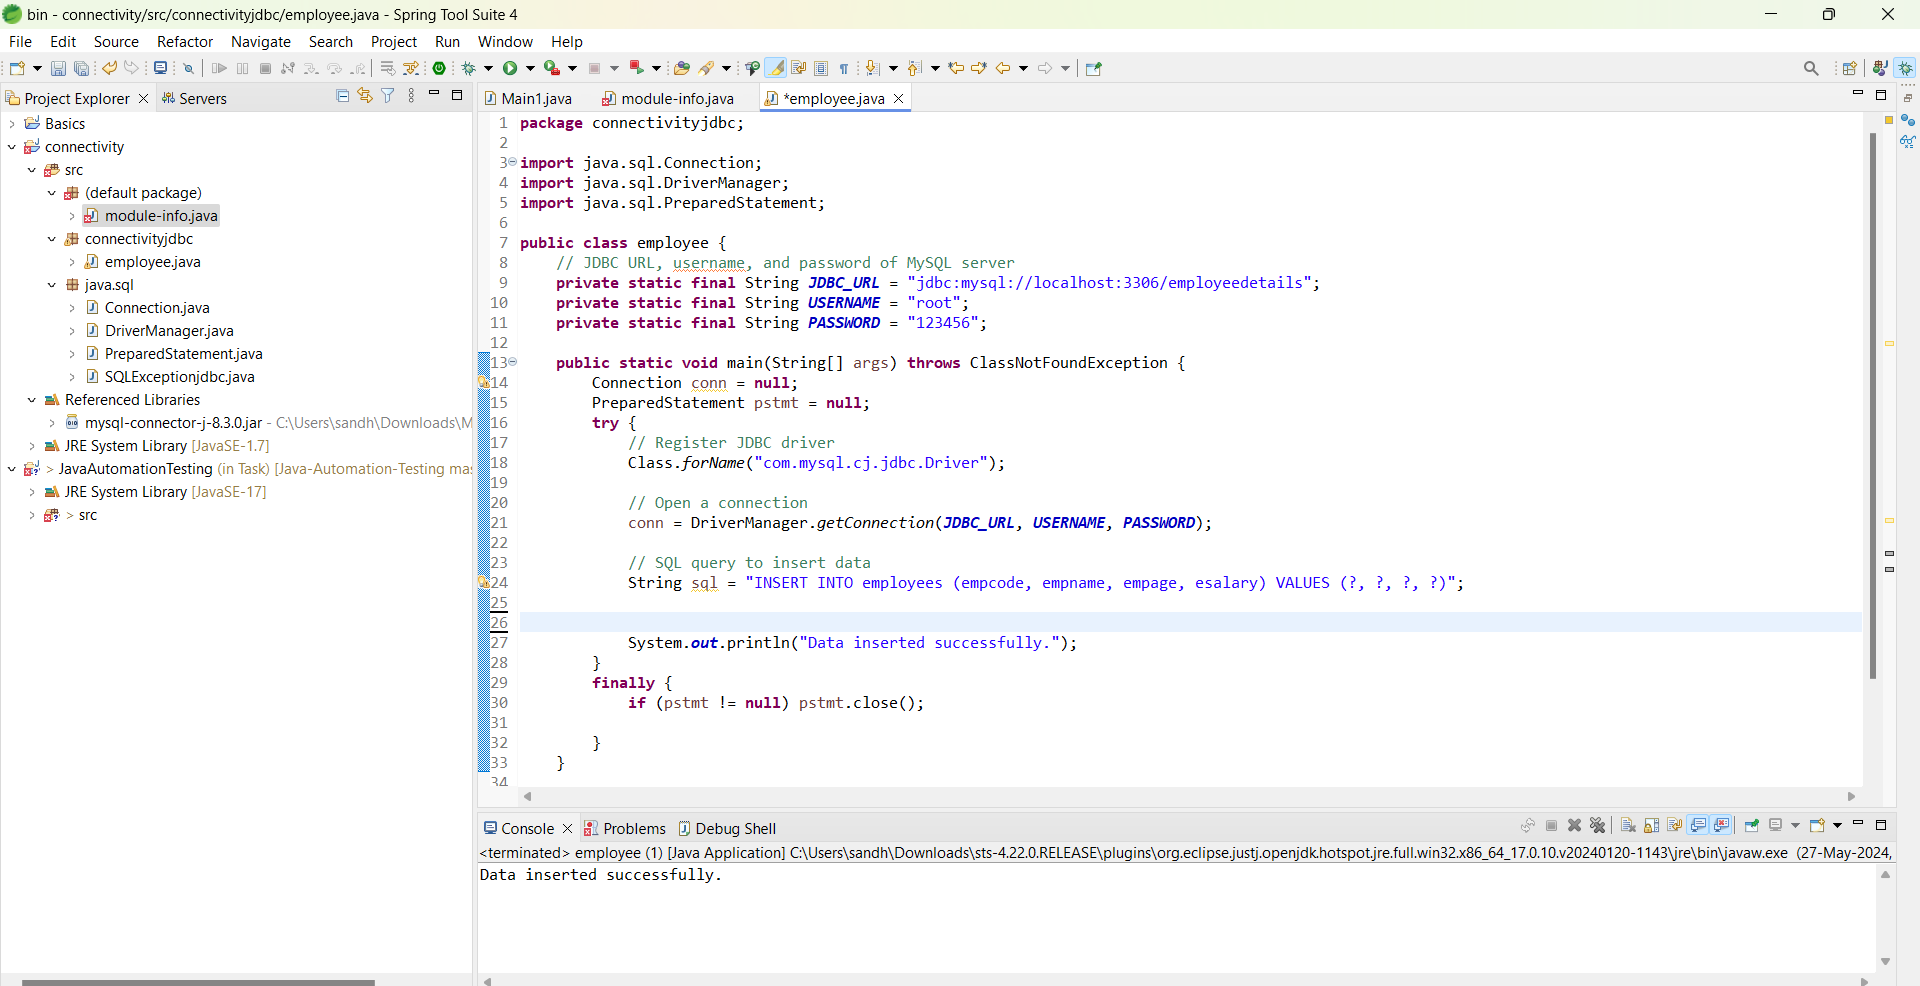 bin - connectivity/src/connectivityjdbc/employee.java - Spring Tool Suite 4
File Edit Source Refactor Navigate Search Project Run Window Help
Project Explorer
Servers
Basics
connectivity
src
(default package)
module-info.java
connectivityjdbc
employee.java
java.sql
Connection.java
DriverManager.java
PreparedStatement.java
SQLExceptionjdbc.java
Referenced Libraries
mysql-connector-j-8.3.0.jar - C:\Users\sandh\Downloads\M
JRE System Library [JavaSE-1.7]
> JavaAutomationTesting (in Task) [Java-Automation-Testing mas
JRE System Library [JavaSE-17]
> src
Main1.java module-info.java *employee.java
1 package connectivityjdbc;
2
3 import java.sql.Connection;
4 import java.sql.DriverManager;
5 import java.sql.PreparedStatement;
6
7 public class employee {
8 // JDBC URL, username, and password of MySQL server
9 private static final String JDBC_URL = "jdbc:mysql://localhost:3306/employeedetails";
10 private static final String USERNAME = "root";
11 private static final String PASSWORD = "123456";
12
13 public static void main(String[] args) throws ClassNotFoundException {
14 Connection conn = null;
15 PreparedStatement pstmt = null;
16 try {
17 // Register JDBC driver
18 Class.forName("com.mysql.cj.jdbc.Driver");
19
20 // Open a connection
21 conn = DriverManager.getConnection(JDBC_URL, USERNAME, PASSWORD);
22
23 // SQL query to insert data
24 String sql = "INSERT INTO employees (empcode, empname, empage, esalary) VALUES (?, ?, ?, ?)";
25
26
27 System.out.println("Data inserted successfully.");
28 }
29 finally {
30 if (pstmt != null) pstmt.close();
31
32 }
33 }
34
Console Problems Debug Shell
<terminated> employee (1) [Java Application] C:\Users\sandh\Downloads\sts-4.22.0.RELEASE\plugins\org.eclipse.justj.openjdk.hotspot.jre.full.win32.x86_64_17.0.10.v20240120-1143\jre\bin\javaw.exe (27-May-2024,
Data inserted successfully.